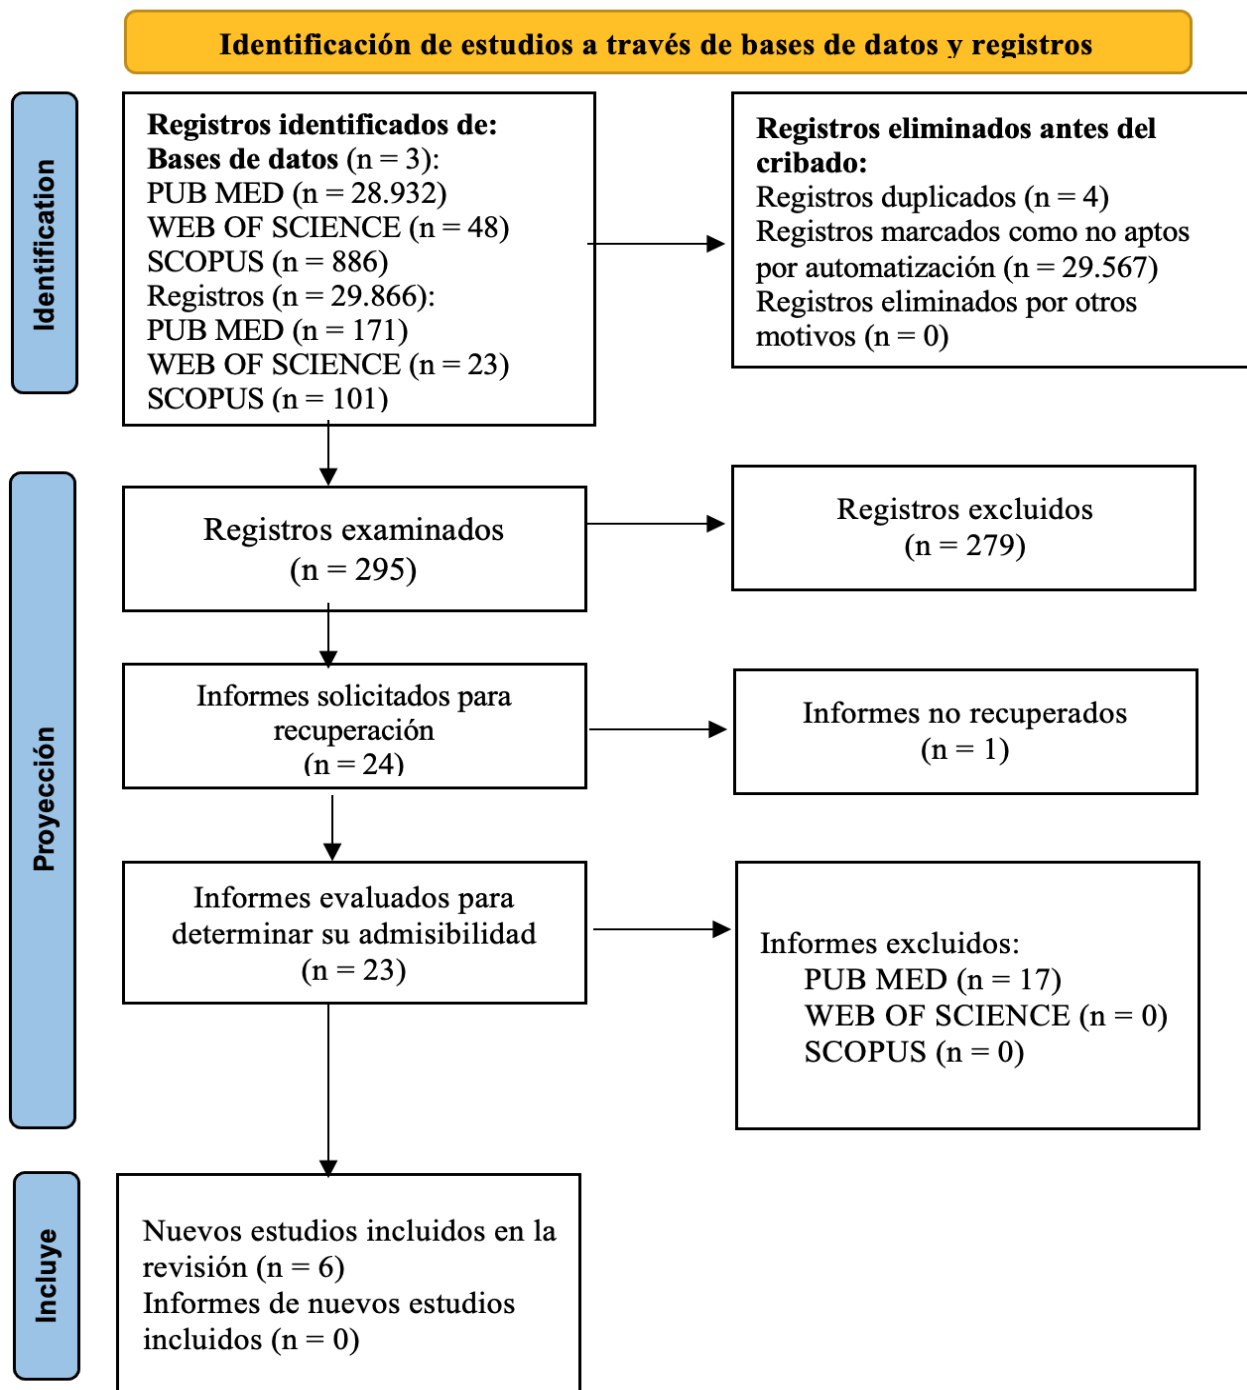 Identificación de estudios a través de bases de datos y registros
Identification
Registros identificados de:
Bases de datos (n = 3):
PUB MED (n = 28.932)
WEB OF SCIENCE (n = 48)
SCOPUS (n = 886)
Registros (n = 29.866):
PUB MED (n = 171)
WEB OF SCIENCE (n = 23)
SCOPUS (n = 101)
Registros eliminados antes del
cribado:
Registros duplicados (n = 4)
Registros marcados como no aptos
por automatización (n = 29.567)
Registros eliminados por otros
motivos (n = 0)
Proyección
Registros examinados
(n = 295)
Registros excluidos
(n = 279)
Informes solicitados para
recuperación
(n = 24)
Informes no recuperados
(n = 1)
Informes evaluados para
determinar su admisibilidad
(n = 23)
Informes excluidos:
PUB MED (n = 17)
WEB OF SCIENCE (n = 0)
SCOPUS (n = 0)
Incluye
Nuevos estudios incluidos en la
revisión (n = 6)
Informes de nuevos estudios
incluidos (n = 0)